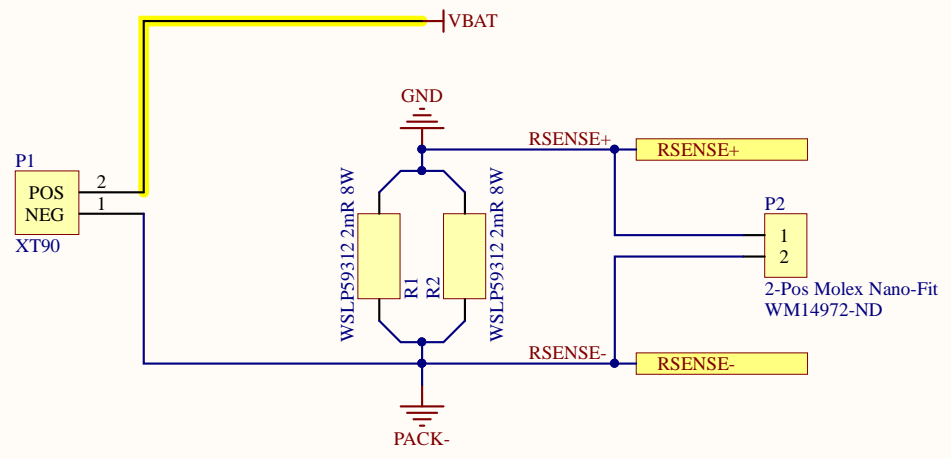 VBAT
GND
RSENSE+
RSENSE+
P1
POS
NEG
2
1
XT90
WSLP59312 2mR 8W
R1
R2
WSLP59312 2mR 8W
P2
1
2
2-Pos Molex Nano-Fit
WM14972-ND
RSENSE-
RSENSE-
PACK-